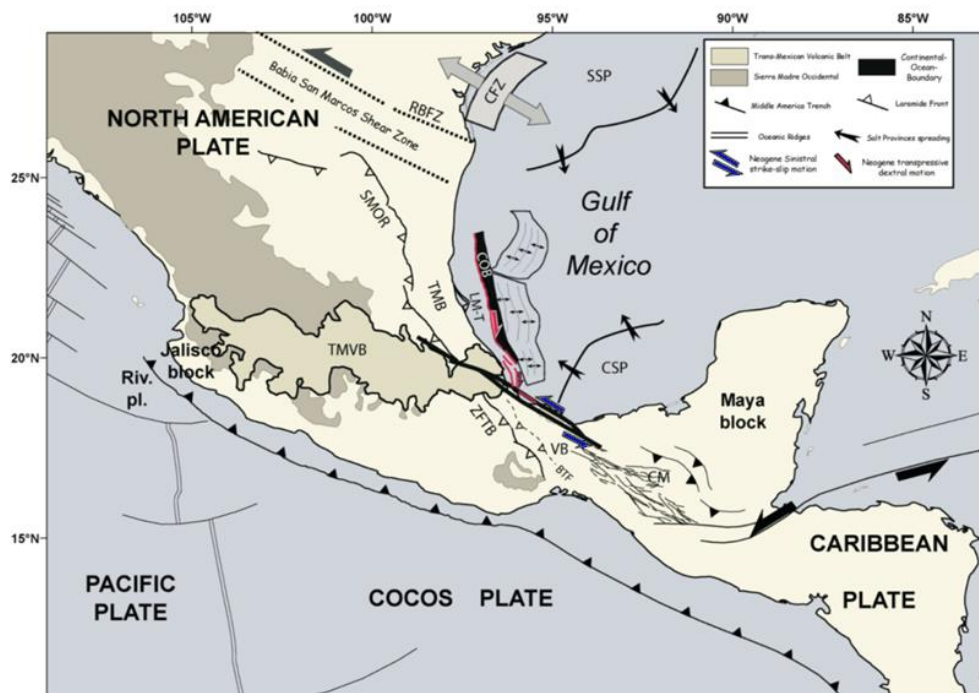 105°W
100°W
95°W
90°W
85°W
25°N
20°N
15°N
Trans-Mexican Volcanic Belt
Sierra Madre Occidental
Continental-
Ocean-
Boundary
Middle America Trench
Laramide Front
Oceanic Ridges
Salt Provinces spreading
Neogene Sinistral
strike-slip motion
Neogene transpressive
dextral motion
Babia San Marcos Shear Zone
RBFZ
CFZ
SSP
NORTH AMERICAN
PLATE
SMOR
Gulf
of
Mexico
COB
LM-T
TMB
N
W
E
S
TMVB
Jalisco
block
Riv.
pl.
CSP
Maya
block
ZFTB
VB
BTF
CM
CARIBBEAN
PLATE
PACIFIC
PLATE
COCOS PLATE